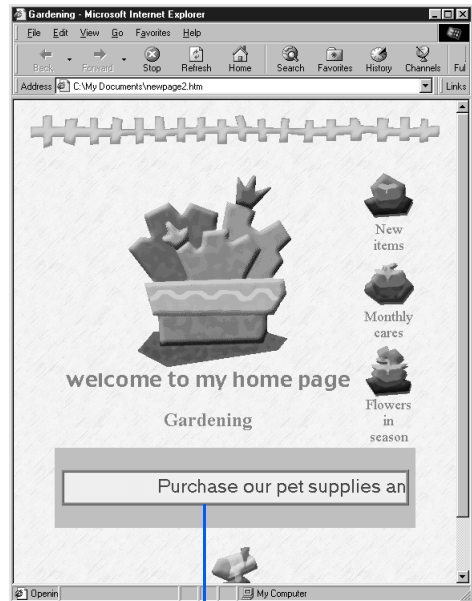 Gardening - Microsoft Internet Explorer
File Edit View Go Favorites Help
Back Forward Stop Refresh Home Search Favorites History Channels Ful
Address C:\My Documents\newpage2.htm Links
New
items
Monthly
cares
welcome to my home page
Flowers
in
season
Gardening
Purchase our pet supplies an
Openin My Computer